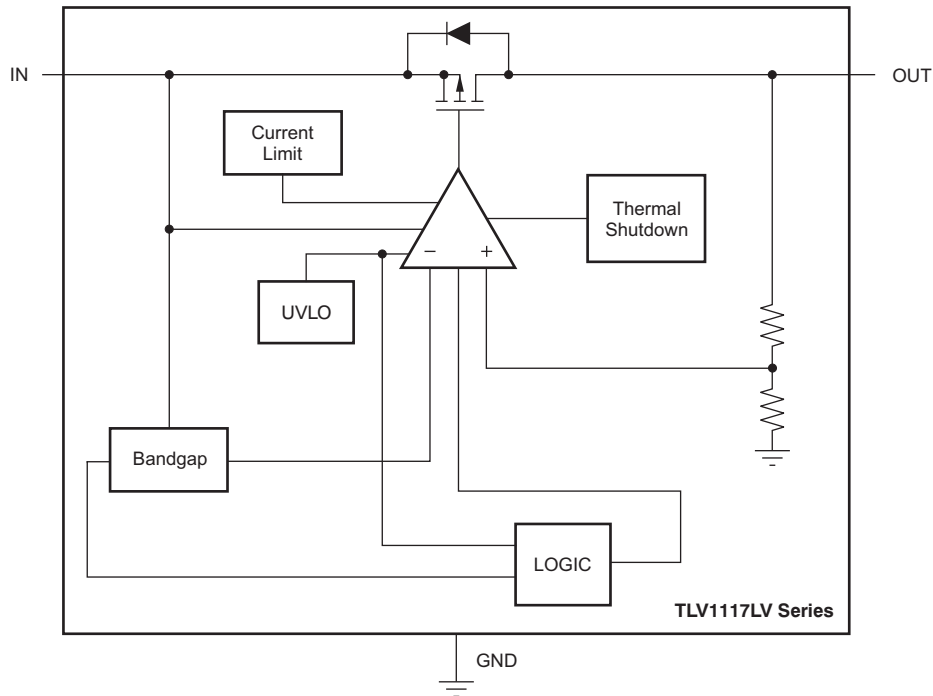 IN
OUT
Current
Limit
Thermal
Shutdown
− +
UVLO
Bandgap
LOGIC
TLV1117LV Series
GND